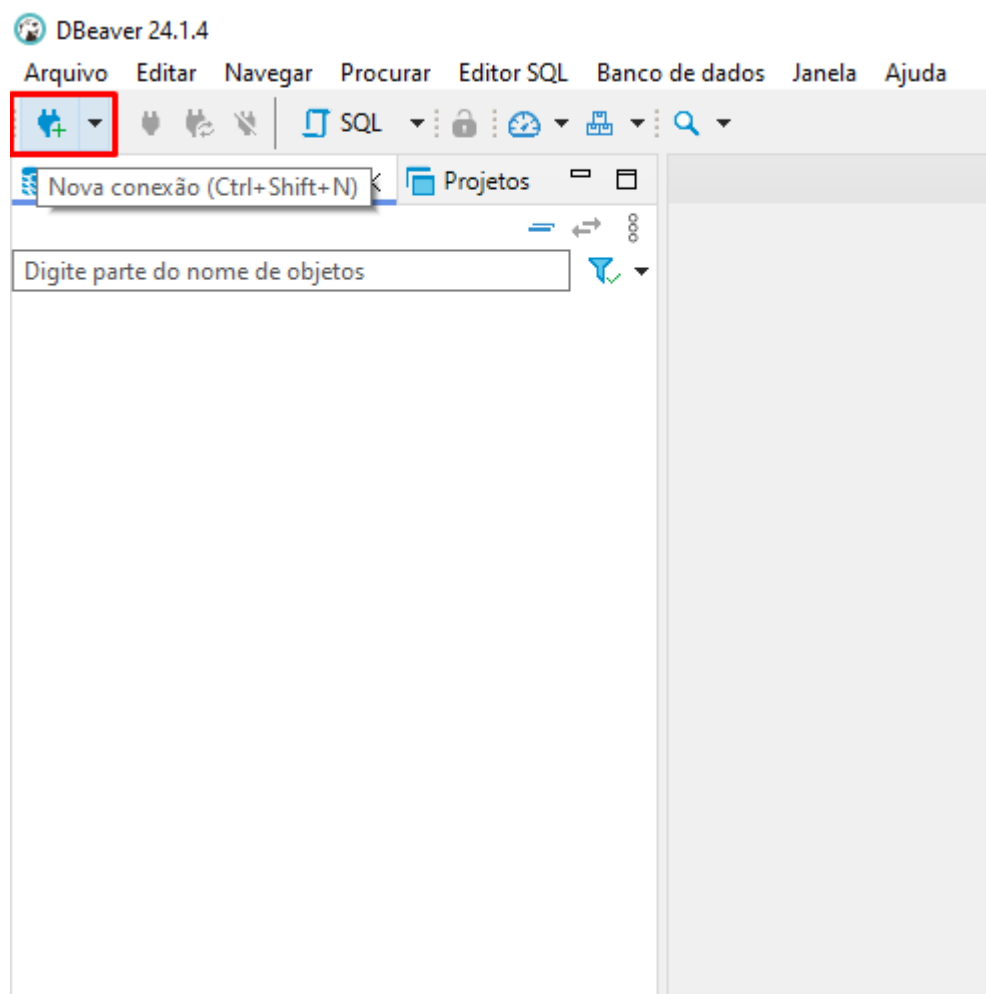 DBeaver 24.1.4
Arquivo Editar Navegar Procurar Editor SQL Banco de dados Janela Ajuda
SQL
Nova conexão (Ctrl+Shift+N) Projetos
Digite parte do nome de objetos